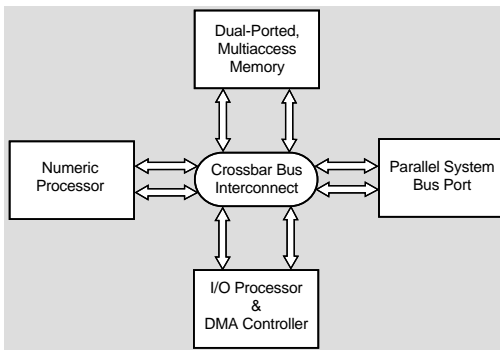 Dual-Ported,
Multiaccess
Memory
Numeric
Processor
Crossbar Bus
Interconnect
Parallel System
Bus Port
I/O Processor
&
DMA Controller